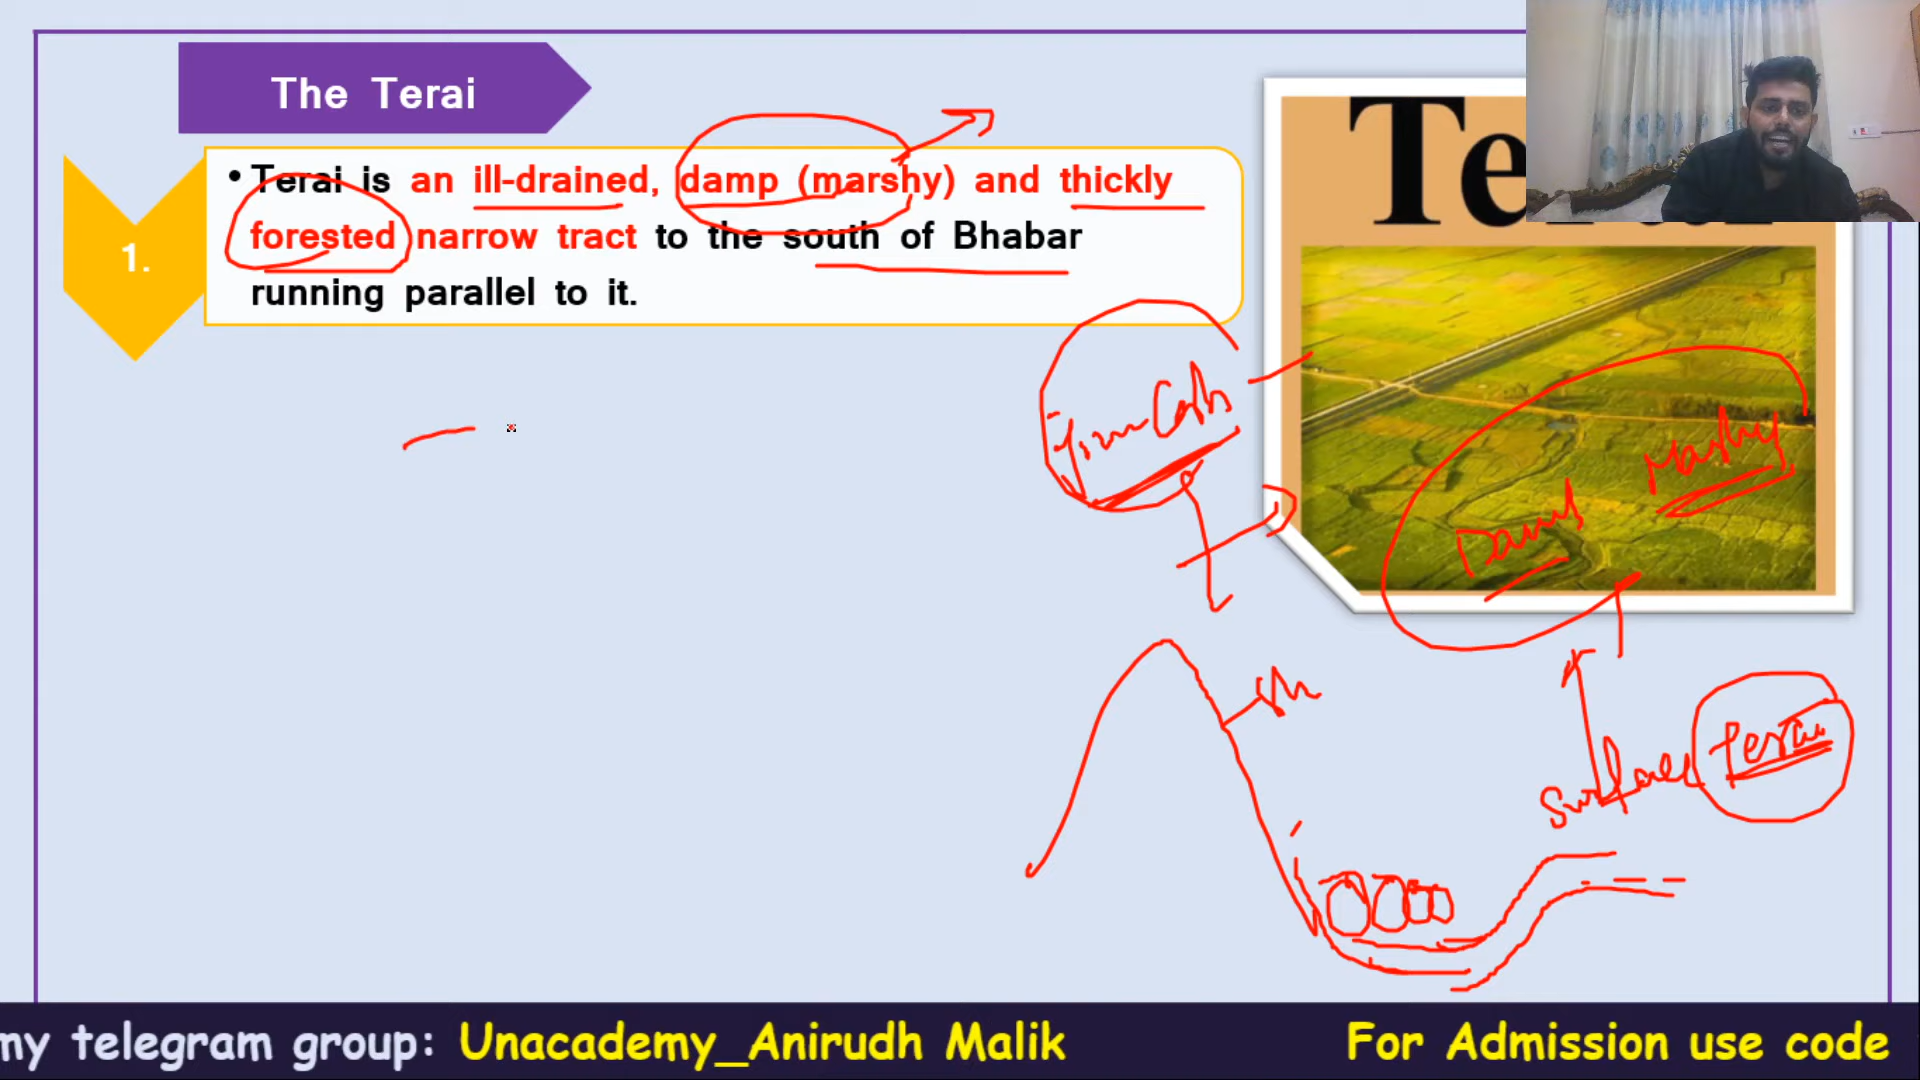 The Terai
1.
• Terai is an ill-drained, damp (marshy) and thickly
forested narrow tract to the south of Bhabar
running parallel to it.
Te
Marshy
Damp
Surface
Terai
my telegram group: Unacademy_Anirudh Malik
For Admission use code